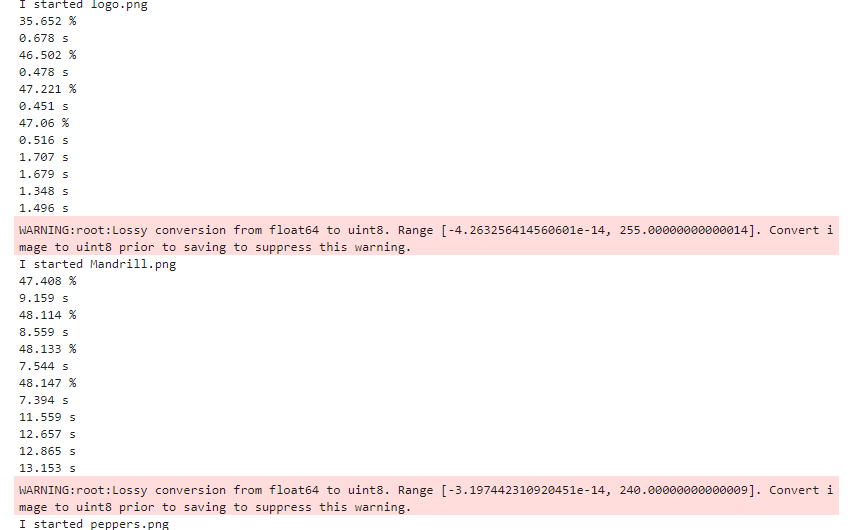 I started logo.png
35.652 %
0.678 s
46.502 %
0.478 s
47.221 %
0.451 s
47.06 %
0.516 s
1.707 s
1.679 s
1.348 s
1.496 s
WARNING:root:Lossy conversion from float64 to uint8. Range [-4.263256414560601e-14, 255.00000000000014]. Convert i
mage to uint8 prior to saving to suppress this warning.
I started Mandrill.png
47.408 %
9.159 s
48.114 %
8.559 s
48.133 %
7.544 s
48.147 %
7.394 s
11.559 s
12.657 s
12.865 s
13.153 s
WARNING:root:Lossy conversion from float64 to uint8. Range [-3.197442310920451e-14, 240.00000000000009]. Convert i
mage to uint8 prior to saving to suppress this warning.
I started peppers.png